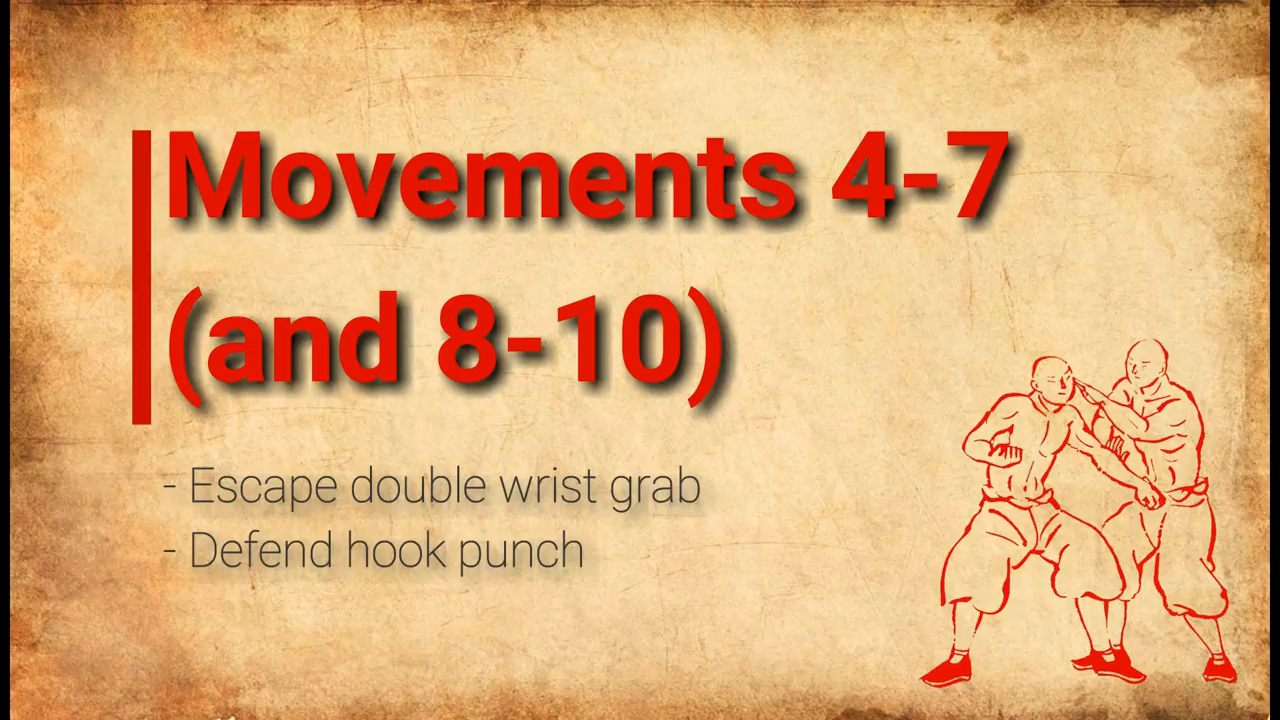 Movements 4-7
(and 8-10)
- Escape double wrist grab
- Defend hook punch